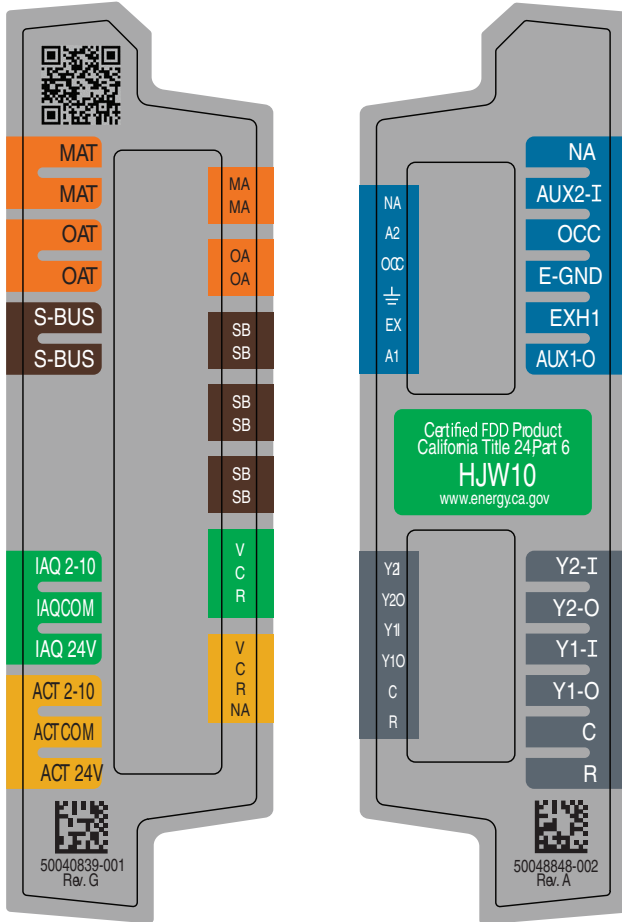 MAT
MAT
OAT
OAT
S-BUS
S-BUS
IAQ 2-10
IAQCOM
IAQ 24V
ACT 2-10
ACTCOM
ACT 24V
50040839-001
Rev. G
MA
MA
OA
OA
SB
SB
SB
SB
SB
SB
V
C
R
V
C
R
NA
NA
A2
OCC
EX
A1
NA
AUX2-I
OCC
E-GND
EXH1
AUX1-O
Certified FDD Product
California Title 24,Part 6
HJW10
www.energy.ca.gov
Y2I
Y2O
Y1I
Y1O
C
R
Y2-I
Y2-O
Y1-I
Y1-O
C
R
50048848-002
Rev. A